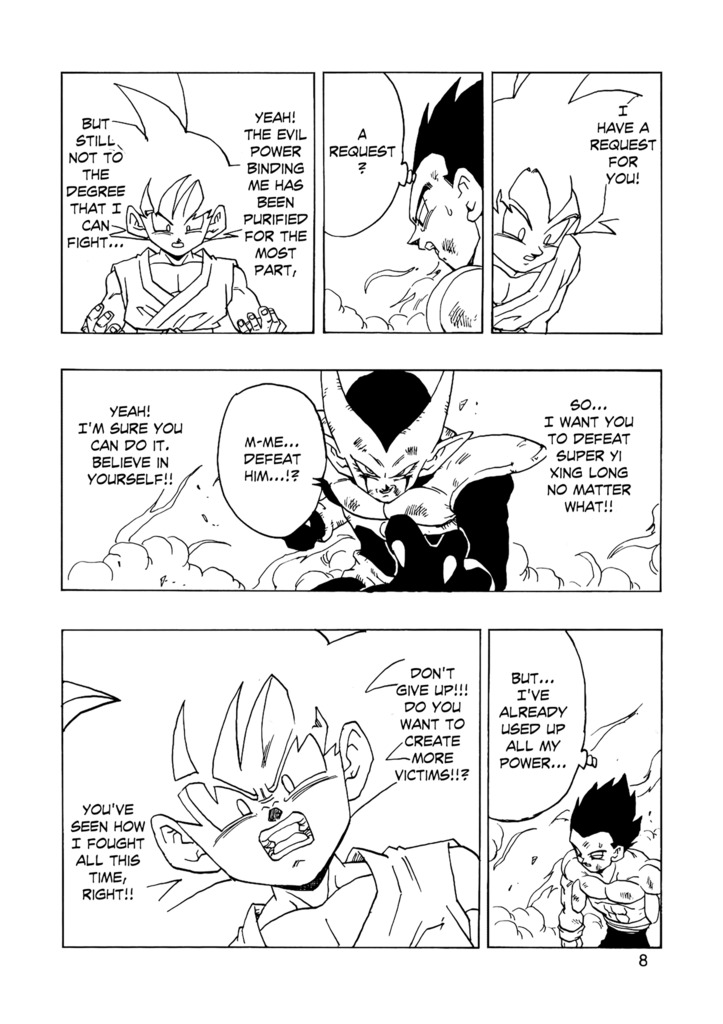 I
HAVE A
REQUEST
FOR
YOU!
A
REQUEST
?
YEAH!
THE EVIL
POWER
BINDING
ME HAS
BEEN
PURIFIED
FOR THE
MOST
PART,
BUT
STILL
NOT TO
THE
DEGREE
THAT I
CAN
FIGHT...
SO...
I WANT YOU
TO DEFEAT
SUPER YI
XING LONG
NO MATTER
WHAT!!
M-ME...
DEFEAT
HIM...!?
YEAH!
I'M SURE YOU
CAN DO IT.
BELIEVE IN
YOURSELF!!
BUT...
I'VE
ALREADY
USED UP
ALL MY
POWER...
DON'T
GIVE UP!!!
DO YOU
WANT TO
CREATE
MORE
VICTIMS!!?
YOU'VE
SEEN HOW
I FOUGHT
ALL THIS
TIME,
RIGHT!!
8